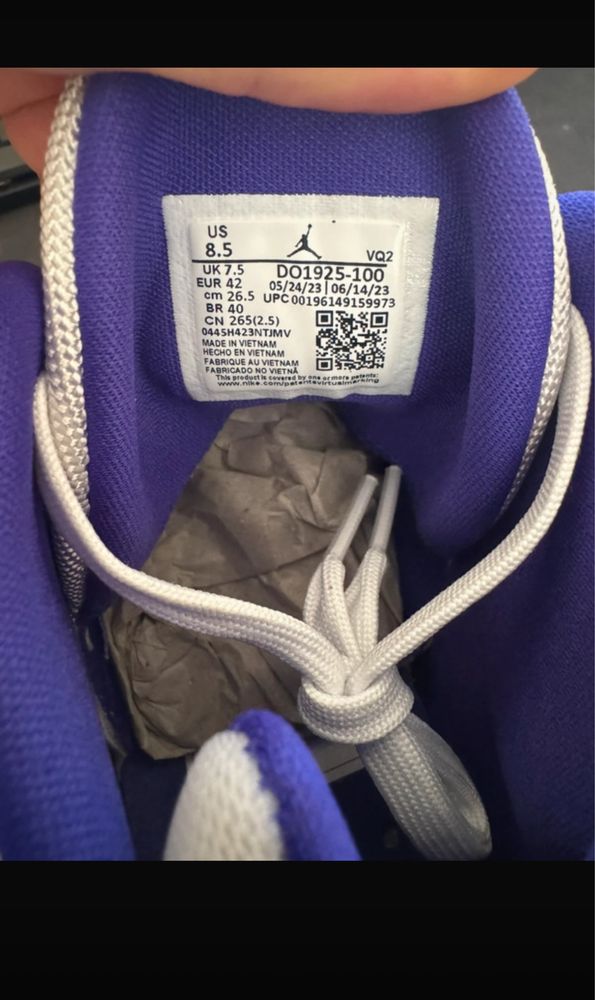 US
8.5
VQ2
UK 7.5
DO1925-100
EUR 42
05/24/23 | 06/14/23
cm 26.5
UPC 00196149159973
BR 40
CN 265(2.5)
0445H423NTJMV
MADE IN VIETNAM
HECHO EN VIETNAM
FABRIQUE AU VIETNAM
FABRICADO NO VIETNÃ
This product is covered by one or more patents:
www.nike.com/patentsvirtualmarking